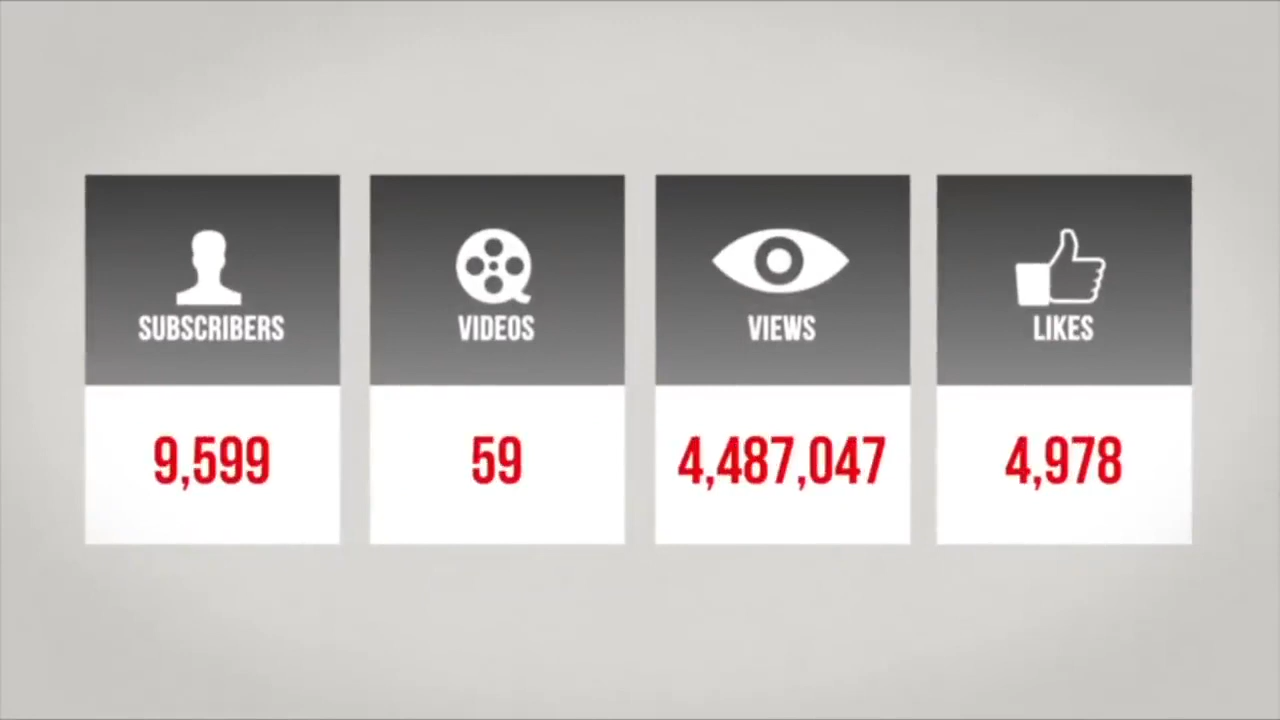 SUBSCRIBERS
9,599
VIDEOS
59
VIEWS
4,487,047
LIKES
4,978